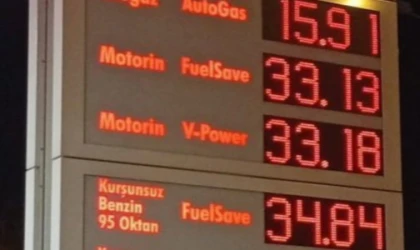 AutoGas 15.91
Motorin FuelSave 33.13
Motorin V-Power 33.18
Kurşunsuz
Benzin
95 Oktan
FuelSave 34.84